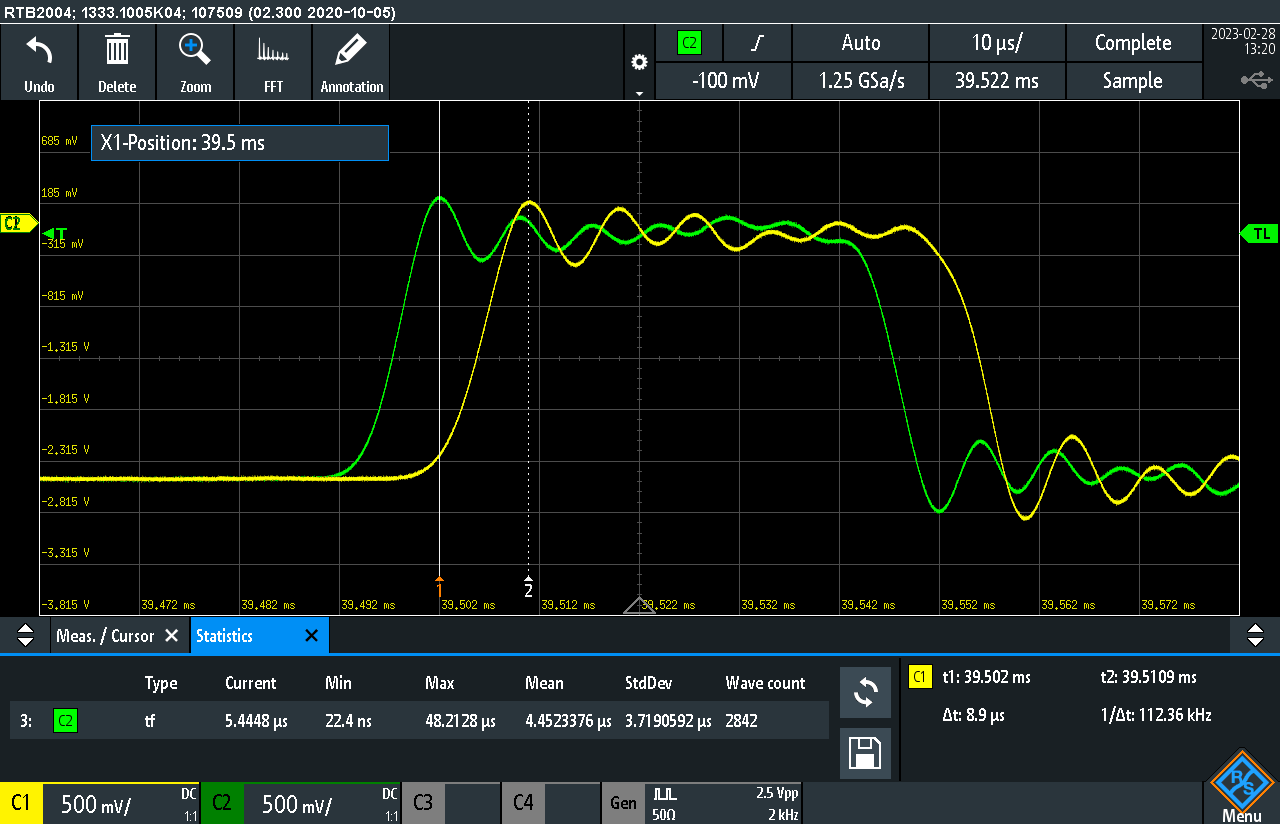 RTB2004; 1333.1005K04; 107509 (02.300 2020-10-05)
Undo Delete Zoom FFT Annotation
C2 Auto 10 µs/ Complete
-100 mV 1.25 GSa/s 39.522 ms Sample
2023-02-28
13:20
X1-Position: 39.5 ms
685 mV
185 mV
C2
T
TL
-315 mV
-815 mV
-1.315 V
-1.815 V
-2.315 V
-2.815 V
-3.315 V
1 2
-3.815 V 39.472 ms 39.482 ms 39.492 ms 39.502 ms 39.512 ms 39.522 ms 39.532 ms 39.542 ms 39.552 ms 39.562 ms 39.572 ms
Meas. / Cursor Statistics
Type Current Min Max Mean StdDev Wave count
3: C2 tf 5.4448 µs 22.4 ns 48.2128 µs 4.4523376 µs 3.7190592 µs 2842
C1 t1: 39.502 ms t2: 39.5109 ms
Δt: 8.9 µs 1/Δt: 112.36 kHz
C1 500 mV/ DC 1:1
C2 500 mV/ DC 1:1
C3
C4
Gen 50Ω 2.5 Vpp 2 kHz
R S
Menu